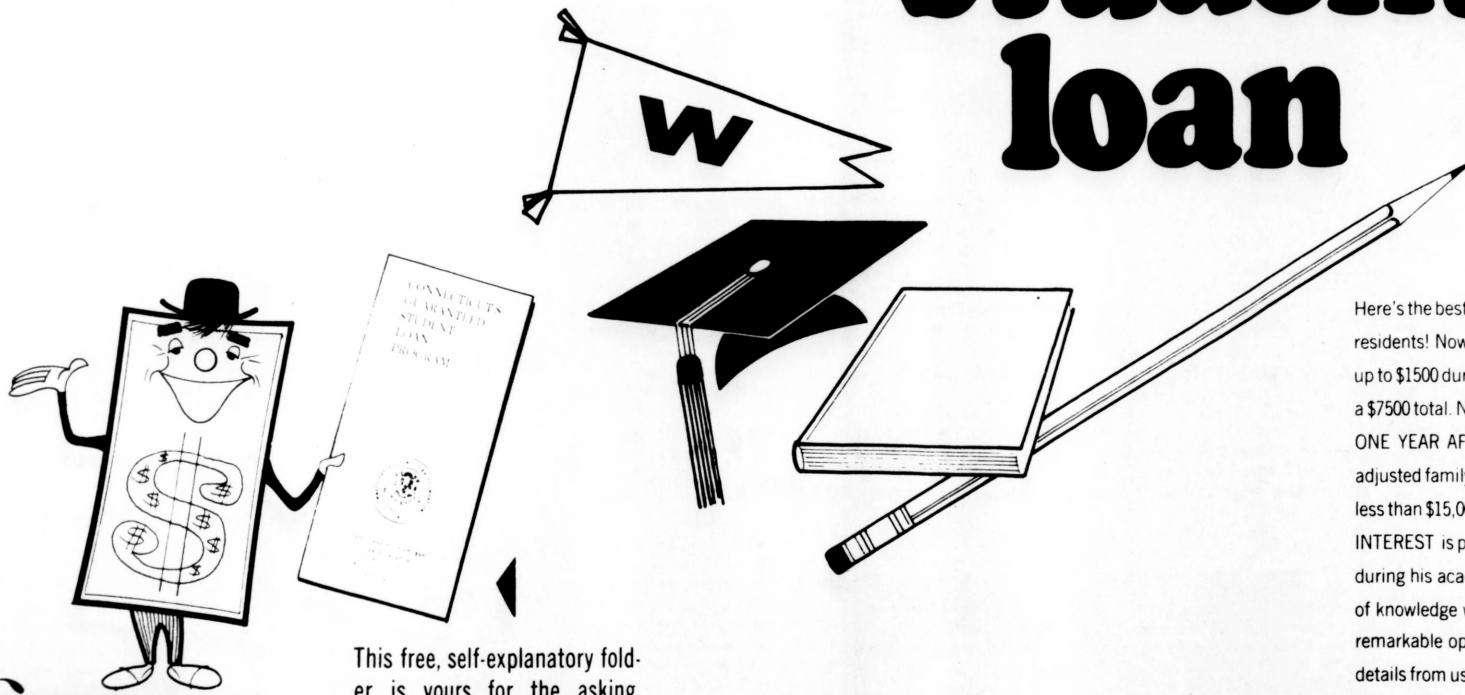 loan
W
CONNECTICUT'S
GUARANTEED
STUDENT
LOAN
PROGRAM
$
$
$
$
$
$
$
$
$
This free, self-explanatory fold-
er is yours for the asking
Here's the best
residents! Now
up to $1500 dur
a $7500 total. N
ONE YEAR AF
adjusted family
less than $15,00
INTEREST is p
during his aca
of knowledge w
remarkable op
details from us